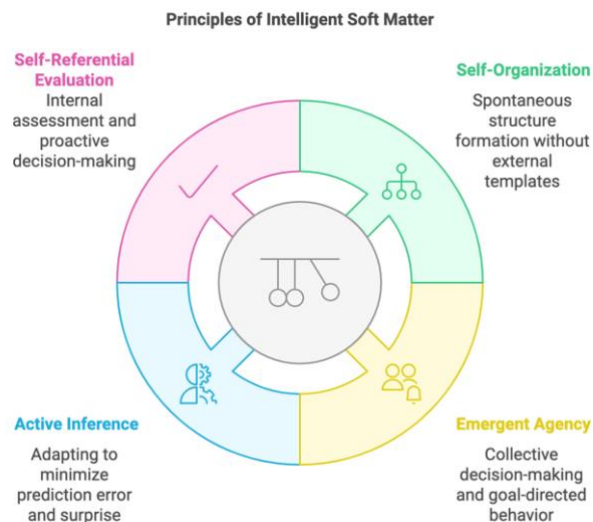 Principles of Intelligent Soft Matter
Self-Referential
Evaluation
Internal
assessment and
proactive
decision-making
Self-Organization
Spontaneous
structure
formation without
external
templates
Active Inference
Adapting to
minimize
prediction error
and surprise
Emergent Agency
Collective
decision-making
and goal-directed
behavior